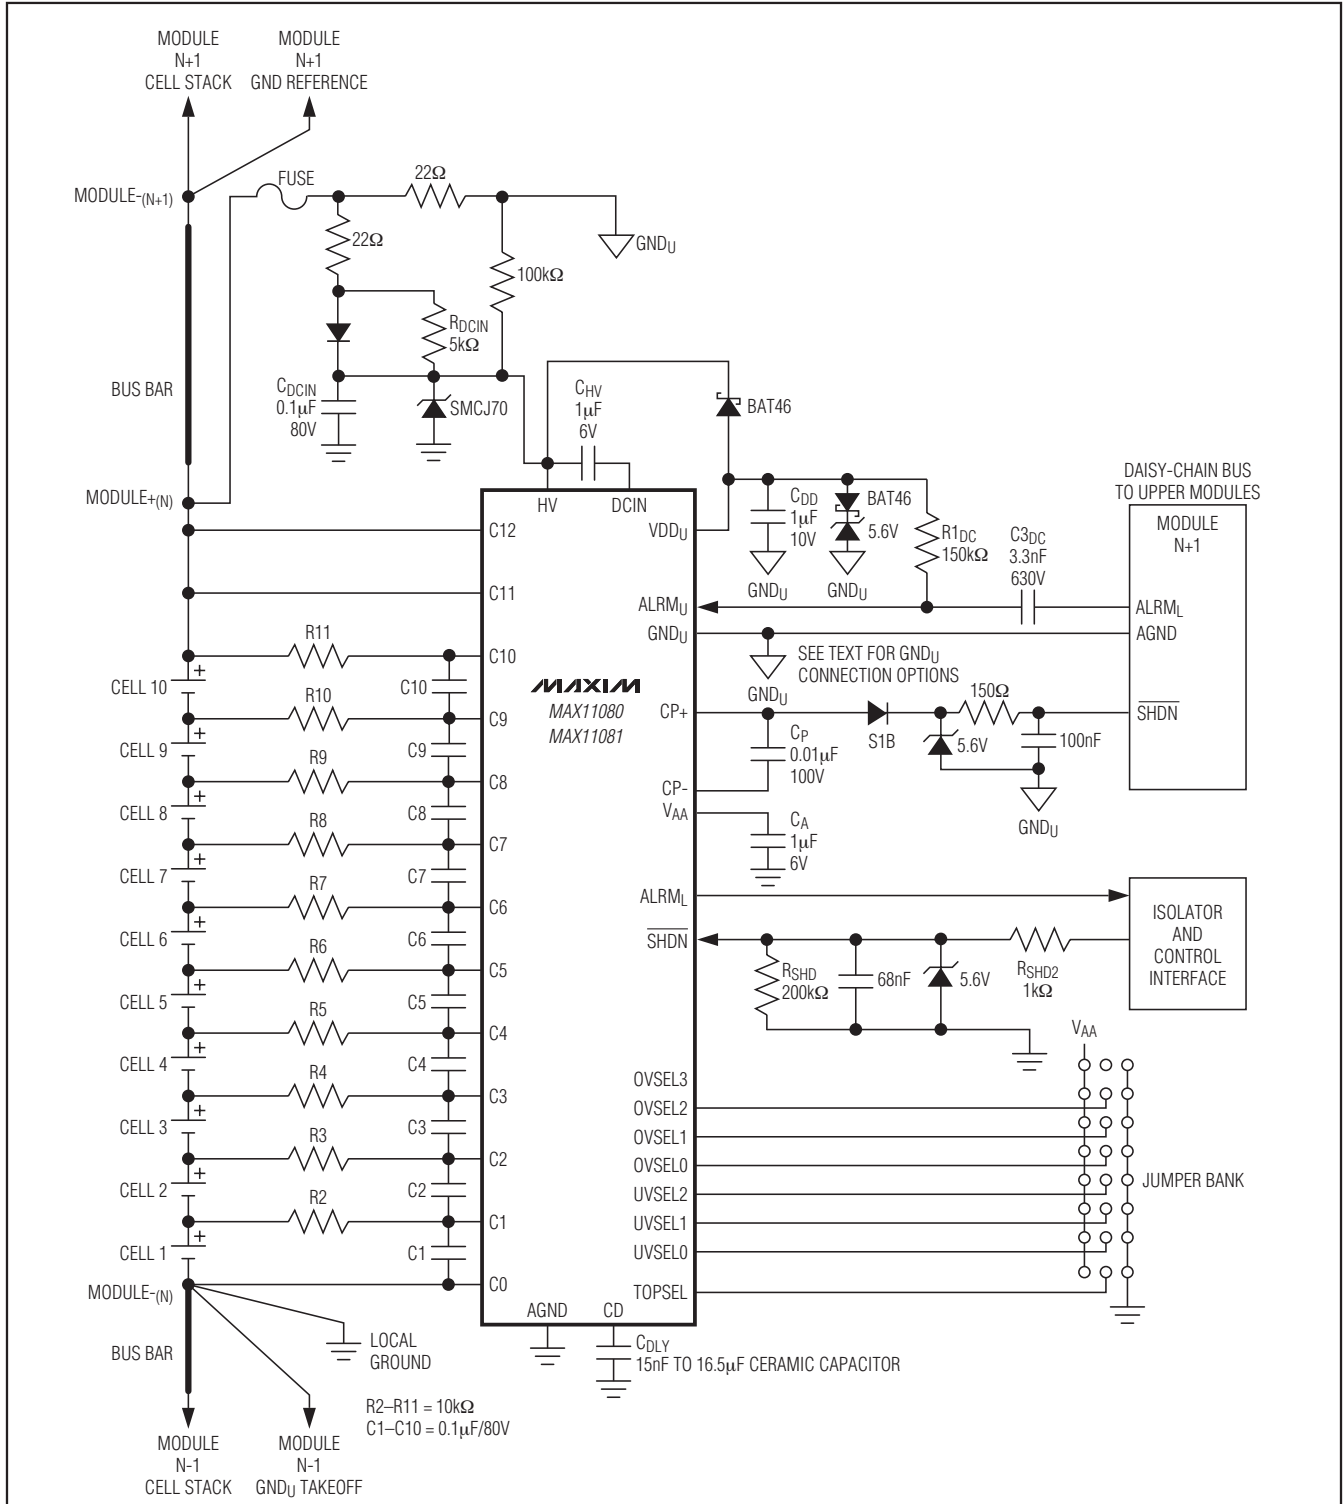 MODULE
N+1
CELL STACK
MODULE
N+1
GND REFERENCE
MODULE-(N+1)
FUSE
22Ω
22Ω
GNDU
100kΩ
RDCIN
5kΩ
BUS BAR
CDCIN
0.1μF
80V
SMCJ70
CHV
1μF
6V
BAT46
MODULE+(N)
HV
DCIN
DAISY-CHAIN BUS
TO UPPER MODULES
MODULE
N+1
C12
VDDU
CDD
1μF
10V
BAT46
5.6V
R1DC
150kΩ
C3DC
3.3nF
630V
GNDU
GNDU
C11
ALRMU
ALRML
GNDU
AGND
R11
C10
SEE TEXT FOR GNDU
CONNECTION OPTIONS
GNDU
+
CELL 10
C10
MAXIM
MAX11080
MAX11081
R10
C9
CP+
150Ω
SHDN
S1B
5.6V
100nF
CP
0.01μF
100V
+
CELL 9
C9
R9
C8
CP-
GNDU
+
CELL 8
C8
VAA
CA
1μF
6V
R8
C7
+
CELL 7
C7
R7
C6
ALRML
ISOLATOR
AND
CONTROL
INTERFACE
+
CELL 6
C6
SHDN
RSHD
200kΩ
68nF
5.6V
RSHD2
1kΩ
R6
C5
+
CELL 5
C5
R5
C4
VAA
+
CELL 4
C4
R4
C3
OVSEL3
OVSEL2
+
CELL 3
C3
OVSEL1
R3
C2
OVSEL0
+
CELL 2
C2
UVSEL2
JUMPER BANK
R2
C1
UVSEL1
+
CELL 1
C1
UVSEL0
C0
MODULE-(N)
TOPSEL
AGND
CD
BUS BAR
LOCAL
GROUND
CDLY
15nF TO 16.5μF CERAMIC CAPACITOR
R2–R11 = 10kΩ
C1–C10 = 0.1μF/80V
MODULE
N-1
CELL STACK
MODULE
N-1
GNDU TAKEOFF